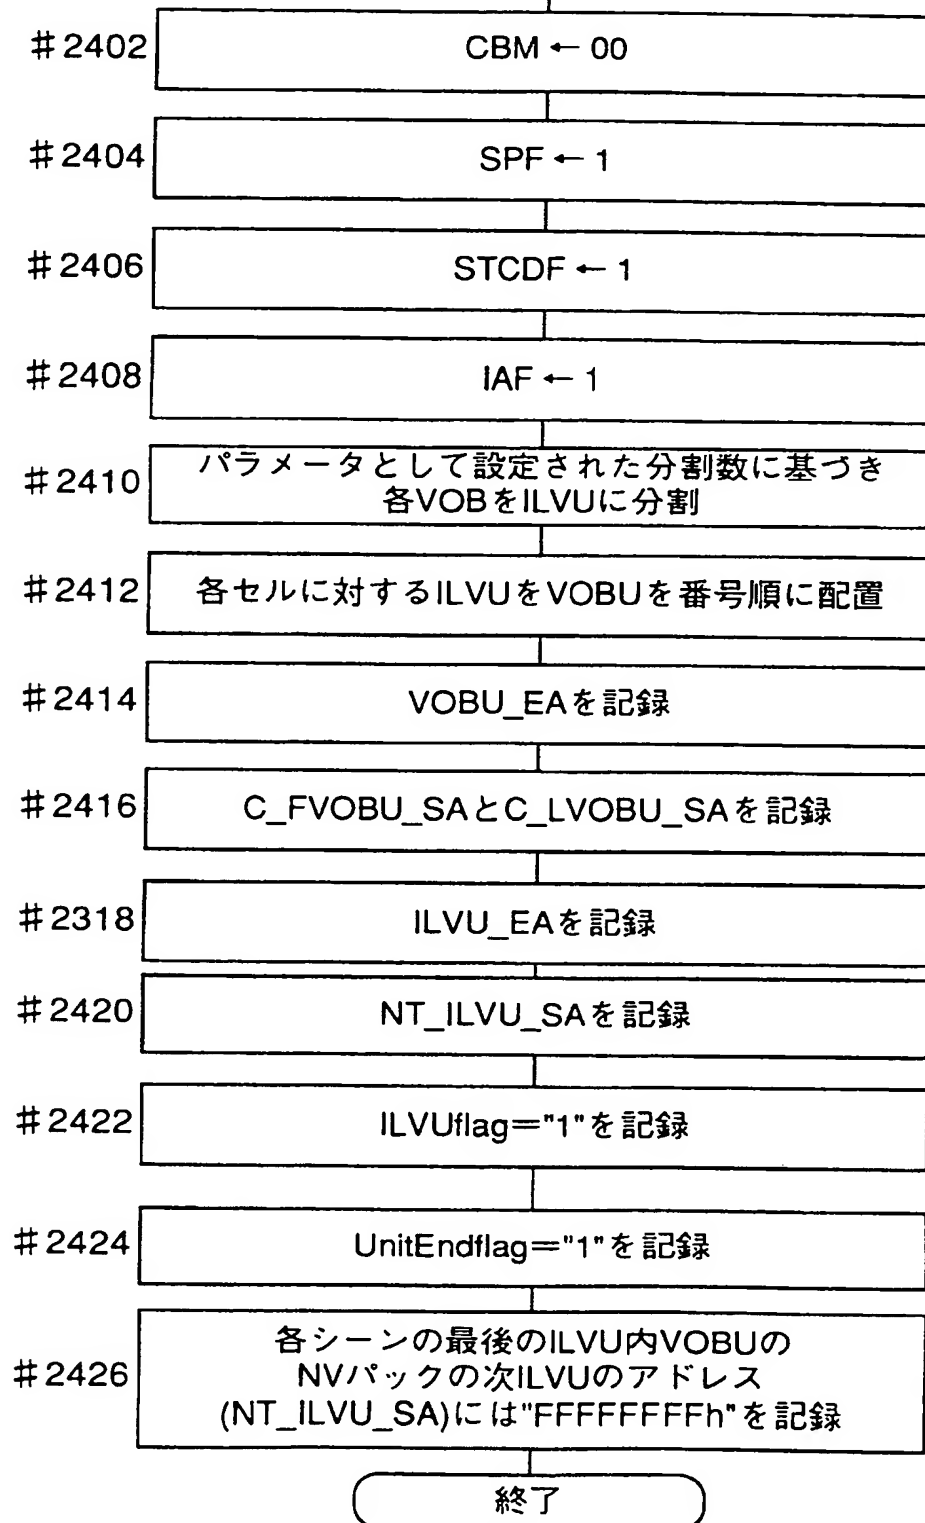 #2402 CBM ← 00
#2404 SPF ← 1
#2406 STCDF ← 1
#2408 IAF ← 1
#2410 パラメータとして設定された分割数に基づき
各VOBをILVUに分割
#2412 各セルに対するILVUをVOBUを番号順に配置
#2414 VOBU_EAを記録
#2416 C_FVOBU_SAとC_LVOBU_SAを記録
#2318 ILVU_EAを記録
#2420 NT_ILVU_SAを記録
#2422 ILVUflag="1"を記録
#2424 UnitEndflag="1"を記録
#2426 各シーンの最後のILVU内VOBUの
NVパックの次ILVUのアドレス
(NT_ILVU_SA)には"FFFFFFFFh"を記録
終了